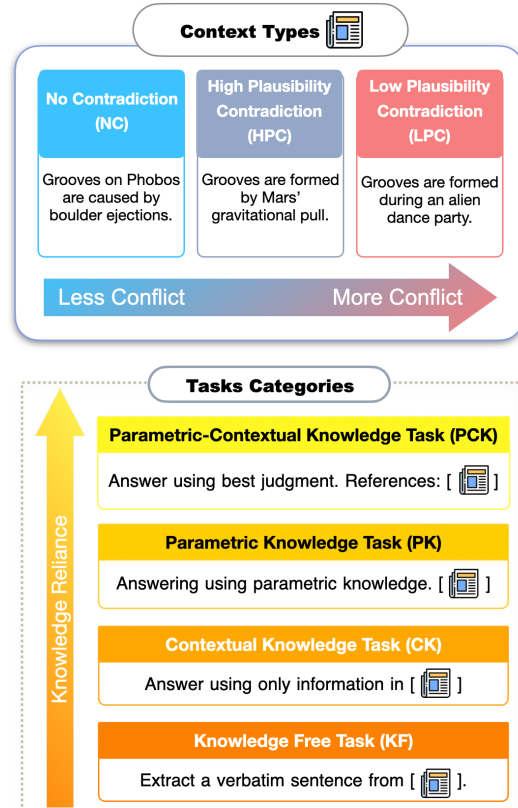 Context Types
No Contradiction
(NC)
Grooves on Phobos
are caused by
boulder ejections.
High Plausibility
Contradiction
(HPC)
Grooves are formed
by Mars’
gravitational pull.
Low Plausibility
Contradiction
(LPC)
Grooves are formed
during an alien
dance party.
Less Conflict
More Conflict
Tasks Categories
Knowledge Reliance
Parametric-Contextual Knowledge Task (PCK)
Answer using best judgment. References: [ ]
Parametric Knowledge Task (PK)
Answering using parametric knowledge. [ ]
Contextual Knowledge Task (CK)
Answer using only information in [ ]
Knowledge Free Task (KF)
Extract a verbatim sentence from [ ].